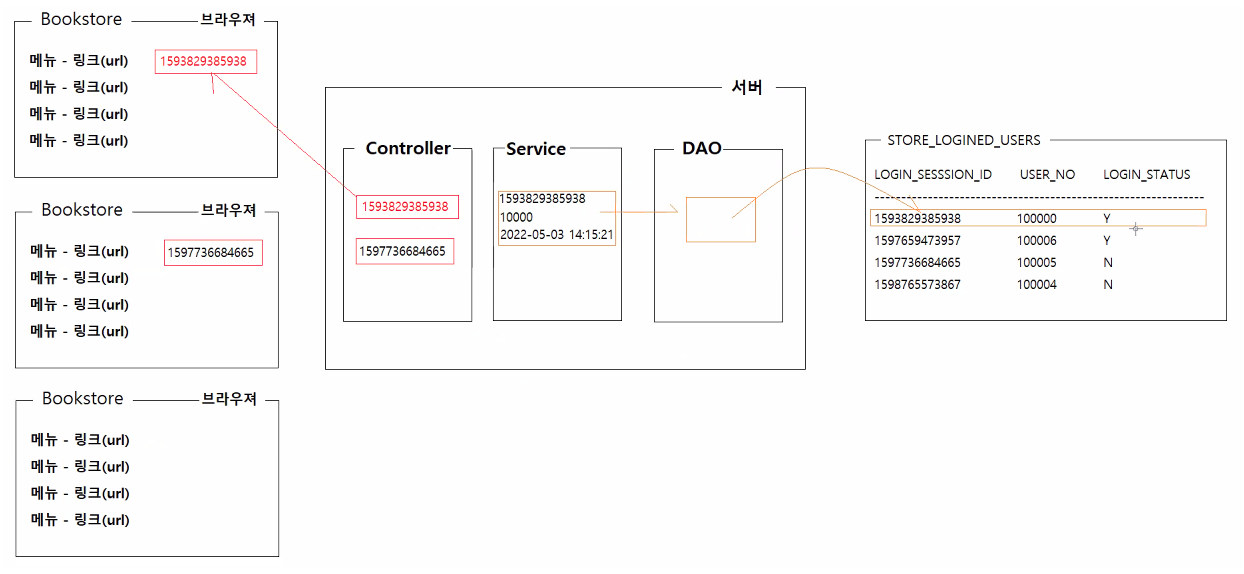 Bookstore 브라우져
메뉴 - 링크(url) 1593829385938
메뉴 - 링크(url)
메뉴 - 링크(url)
메뉴 - 링크(url)
Bookstore 브라우져
메뉴 - 링크(url) 1597736684665
메뉴 - 링크(url)
메뉴 - 링크(url)
메뉴 - 링크(url)
Bookstore 브라우져
메뉴 - 링크(url)
메뉴 - 링크(url)
메뉴 - 링크(url)
메뉴 - 링크(url)
서버
Controller
1593829385938
1597736684665
Service
1593829385938
10000
2022-05-03 14:15:21
DAO
STORE_LOGINED_USERS
LOGIN_SESSSION_ID USER_NO LOGIN_STATUS
1593829385938 100000 Y
1597659473957 100006 Y
1597736684665 100005 N
1598765573867 100004 N